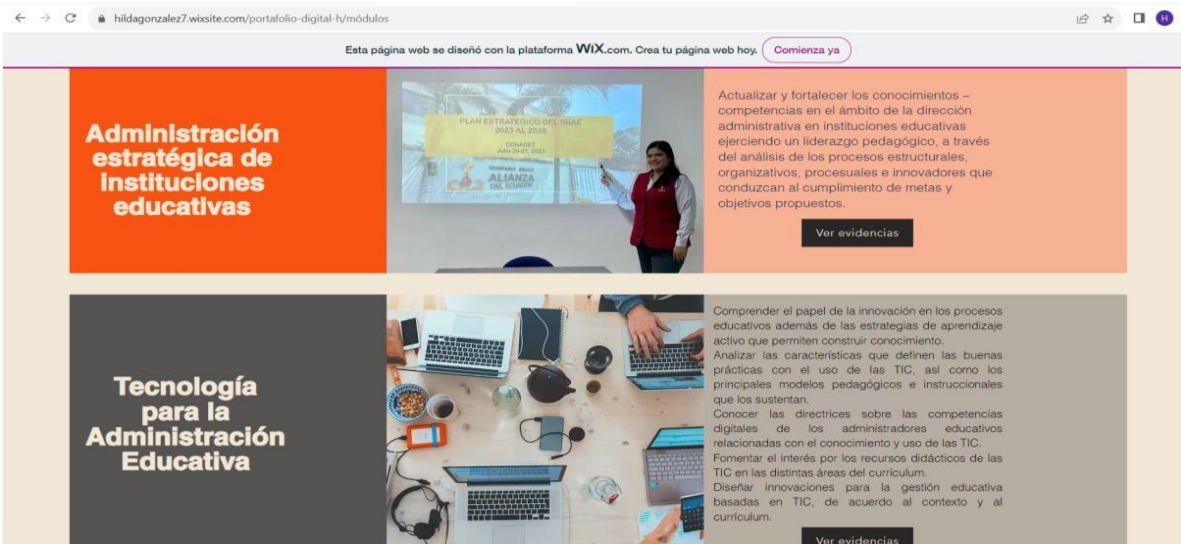 hildagonzalez7.wixsite.com/portafolio-digital-h/módulos
H
Esta página web se diseñó con la plataforma WiX.com. Crea tu página web hoy. Comienza ya
Administración
estratégica de
instituciones
educativas
PLAN ESTRATEGICO DEL SBAE
2023 AL 2028
CONADET
Julio 20-21, 2023
ALIANZA
DEL ECUADOR
Actualizar y fortalecer los conocimientos –
competencias en el ámbito de la dirección
administrativa en instituciones educativas
ejerciendo un liderazgo pedagógico, a través
del análisis de los procesos estructurales,
organizativos, procesuales e innovadores que
conduzcan al cumplimiento de metas y
objetivos propuestos.
Ver evidencias
Tecnología
para la
Administración
Educativa
Comprender el papel de la innovación en los procesos
educativos además de las estrategias de aprendizaje
activo que permiten construir conocimiento.
Analizar las características que definen las buenas
prácticas con el uso de las TIC, así como los
principales modelos pedagógicos e instruccionales
que los sustentan.
Conocer las directrices sobre las competencias
digitales de los administradores educativos
relacionadas con el conocimiento y uso de las TIC.
Fomentar el interés por los recursos didácticos de las
TIC en las distintas áreas del curriculum.
Diseñar innovaciones para la gestión educativa
basadas en TIC, de acuerdo al contexto y al
curriculum.
Ver evidencias